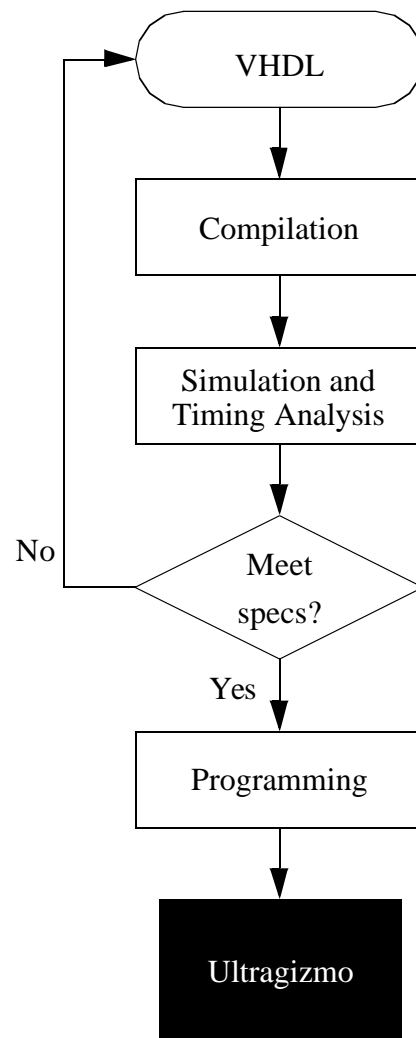 VHDL
Compilation
Simulation and
Timing Analysis
No
Meet
specs?
Yes
Programming
Ultragizmo